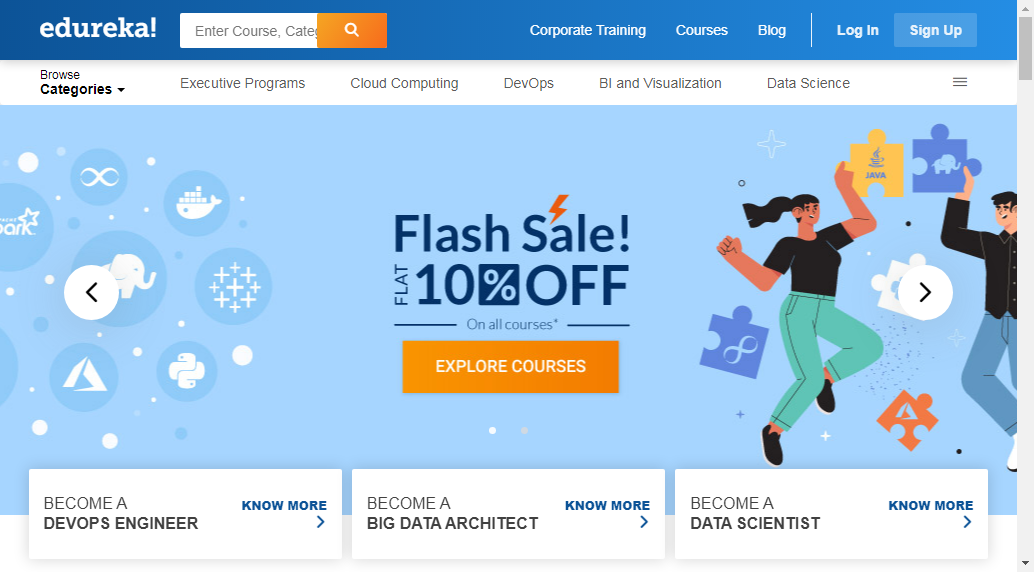 edureka!
Enter Course, Cate
Corporate Training
Courses
Blog
Log In
Sign Up
Browse
Categories
Executive Programs
Cloud Computing
DevOps
BI and Visualization
Data Science
JAVA
Flash Sale!
FLAT 10% OFF
On all courses*
EXPLORE COURSES
BECOME A
DEVOPS ENGINEER
KNOW MORE
BECOME A
BIG DATA ARCHITECT
KNOW MORE
BECOME A
DATA SCIENTIST
KNOW MORE